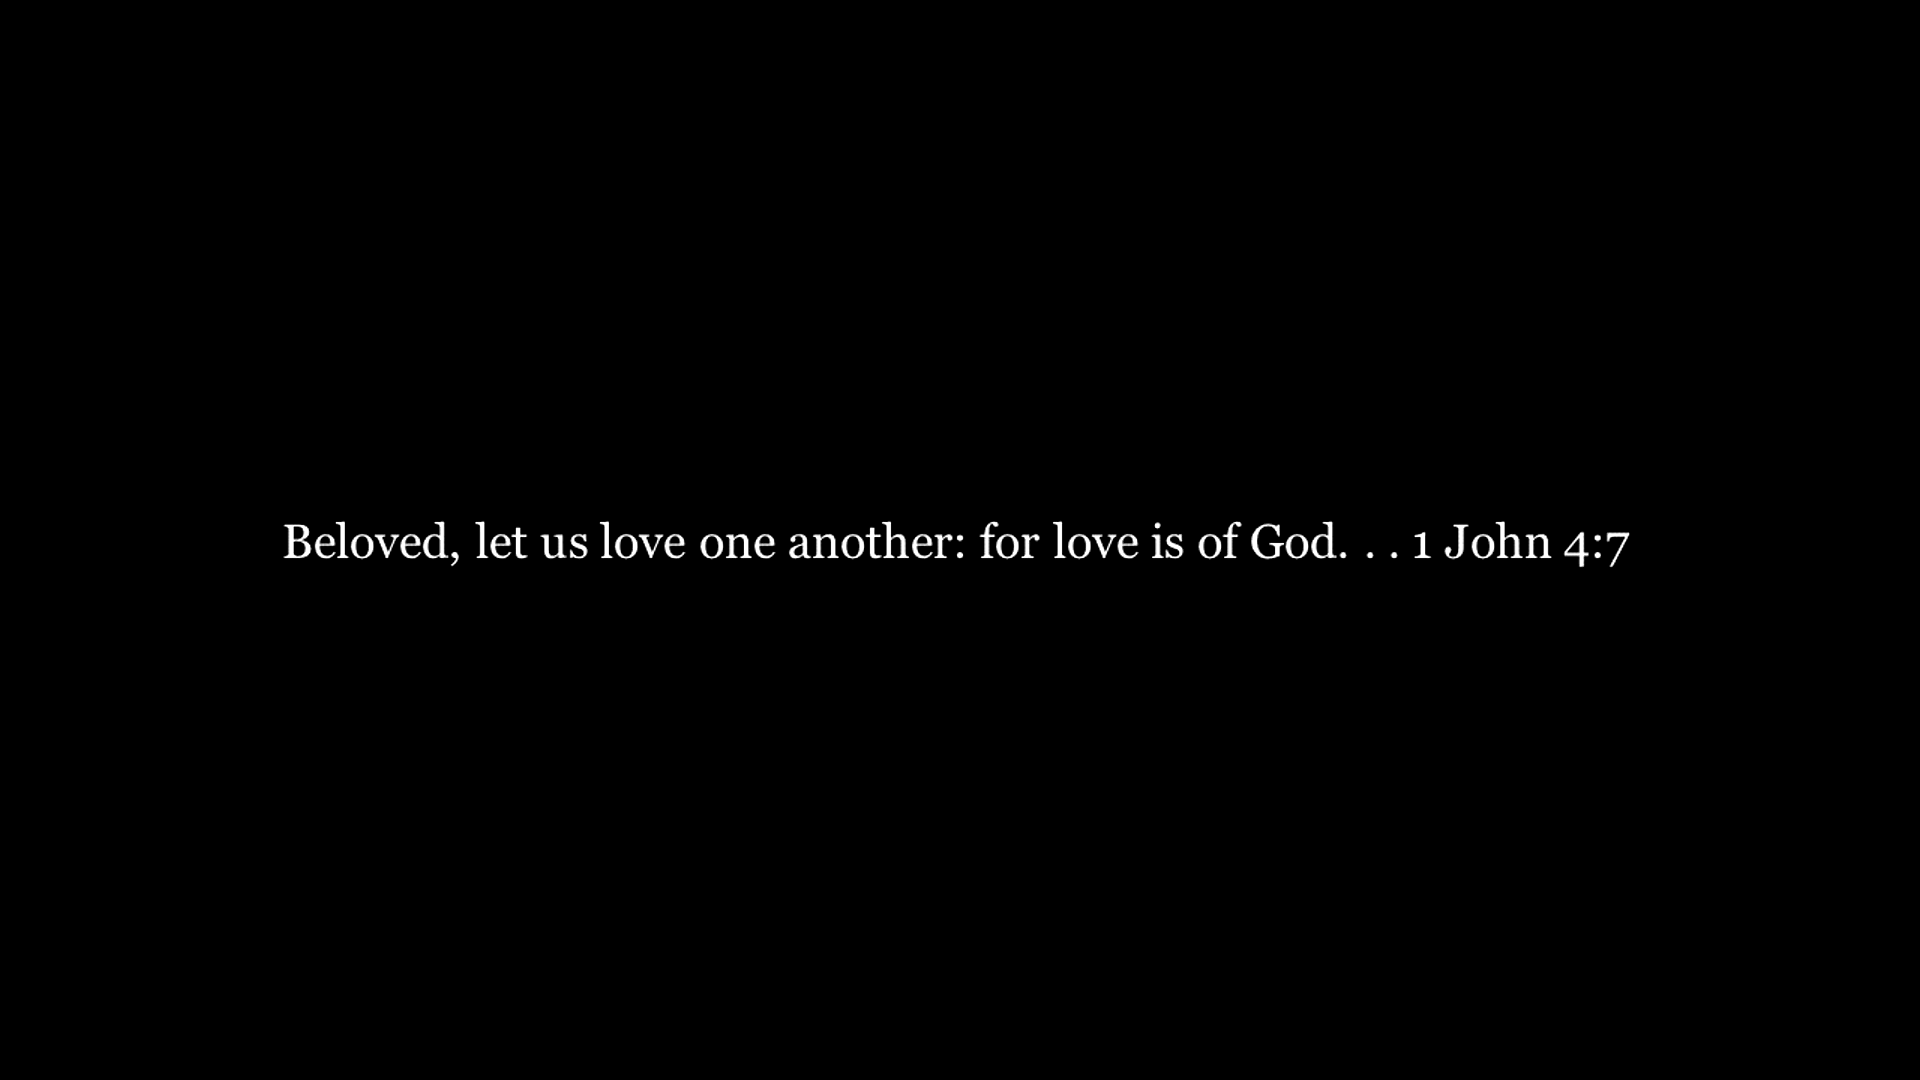 Beloved, let us love one another: for love is of God. . . 1 John 4:7